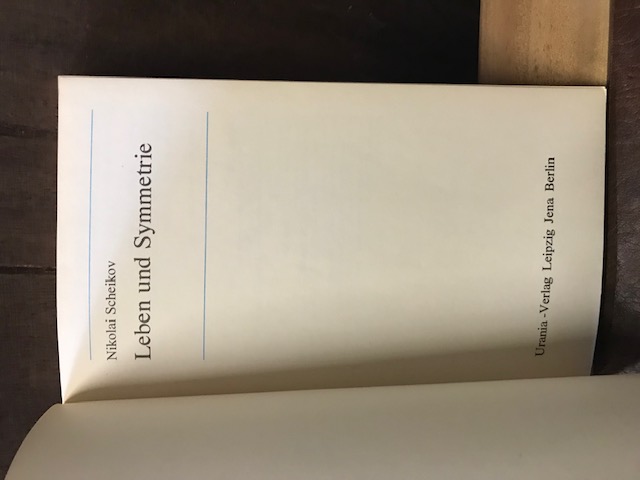 Nikolai Scheikov
Leben und Symmetrie
Urania-Verlag Leipzig Jena Berlin